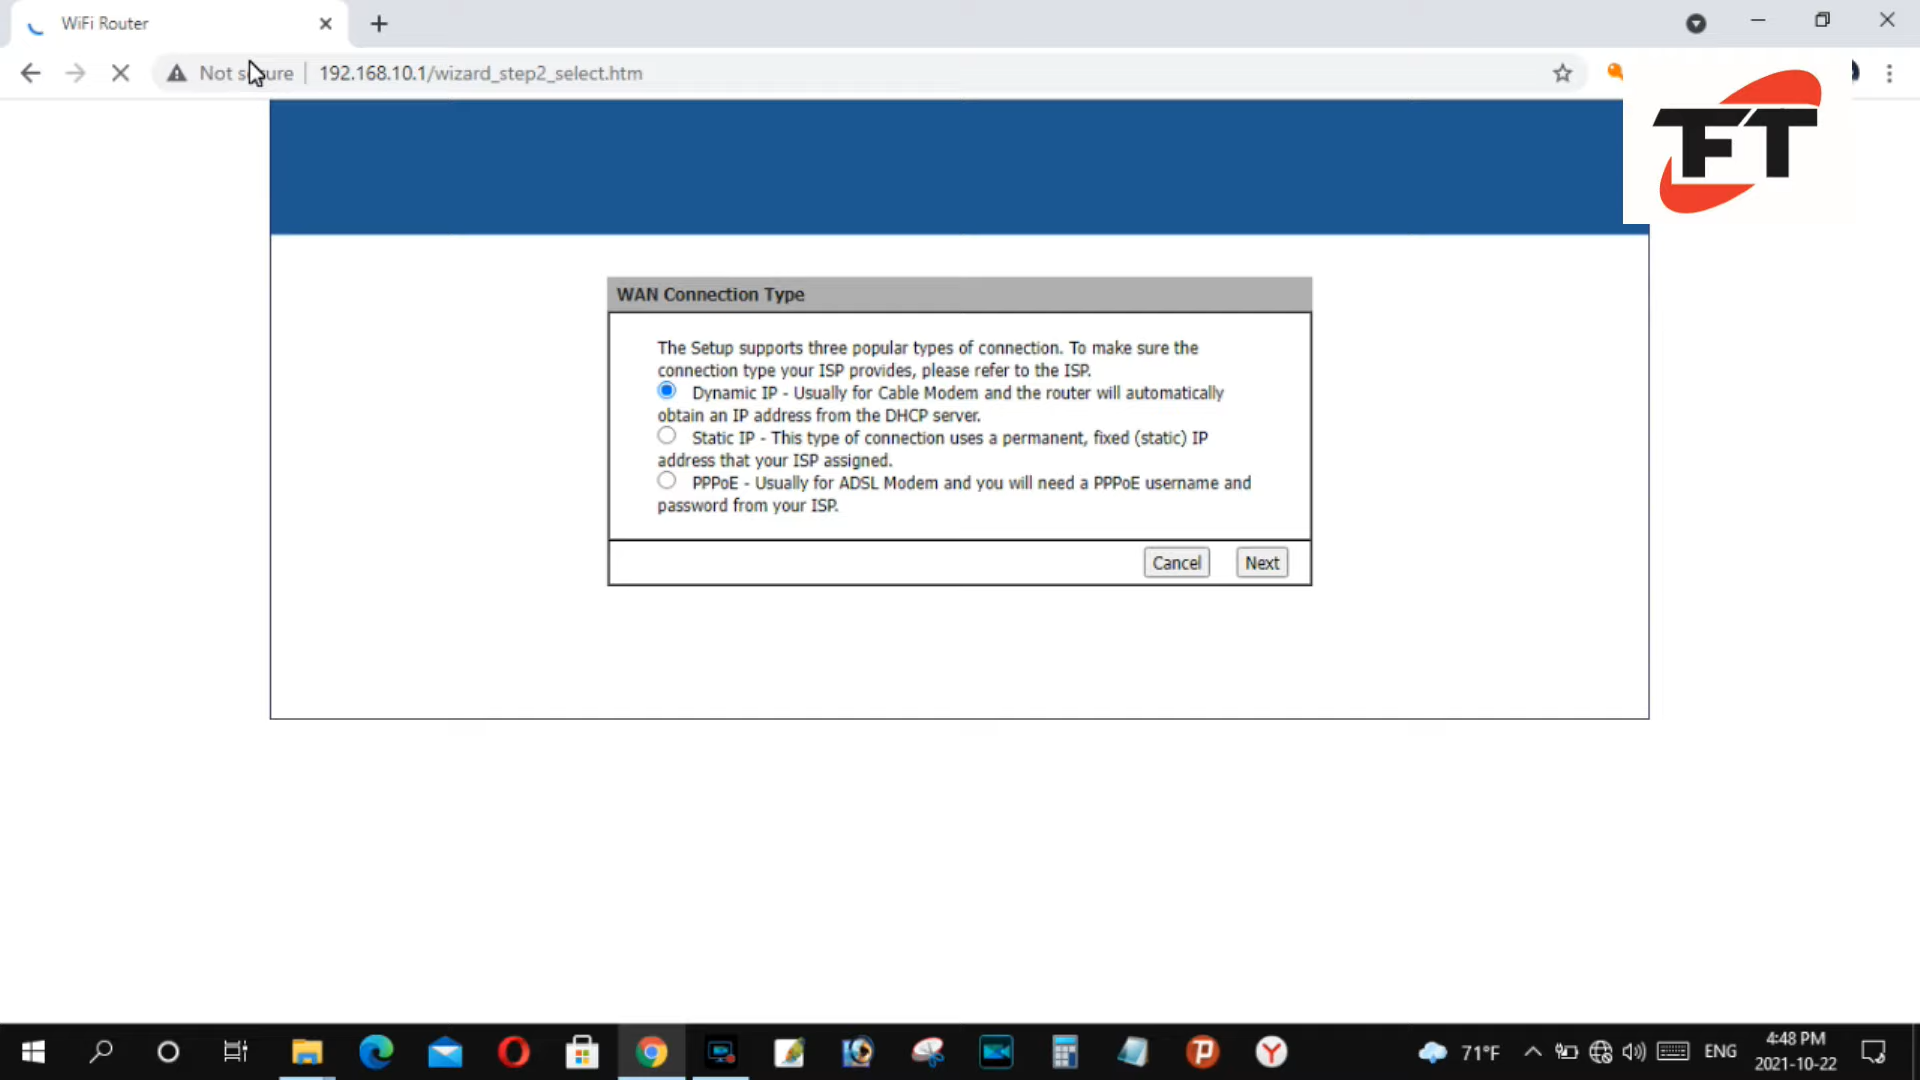 WiFi Router
Not secure
192.168.10.1/wizard_step2_select.htm
FT
WAN Connection Type
The Setup supports three popular types of connection. To make sure the
connection type your ISP provides, please refer to the ISP.
Dynamic IP - Usually for Cable Modem and the router will automatically
obtain an IP address from the DHCP server.
Static IP - This type of connection uses a permanent, fixed (static) IP
address that your ISP assigned.
PPPoE - Usually for ADSL Modem and you will need a PPPoE username and
password from your ISP.
Cancel
Next
71°F
ENG
4:48 PM
2021-10-22